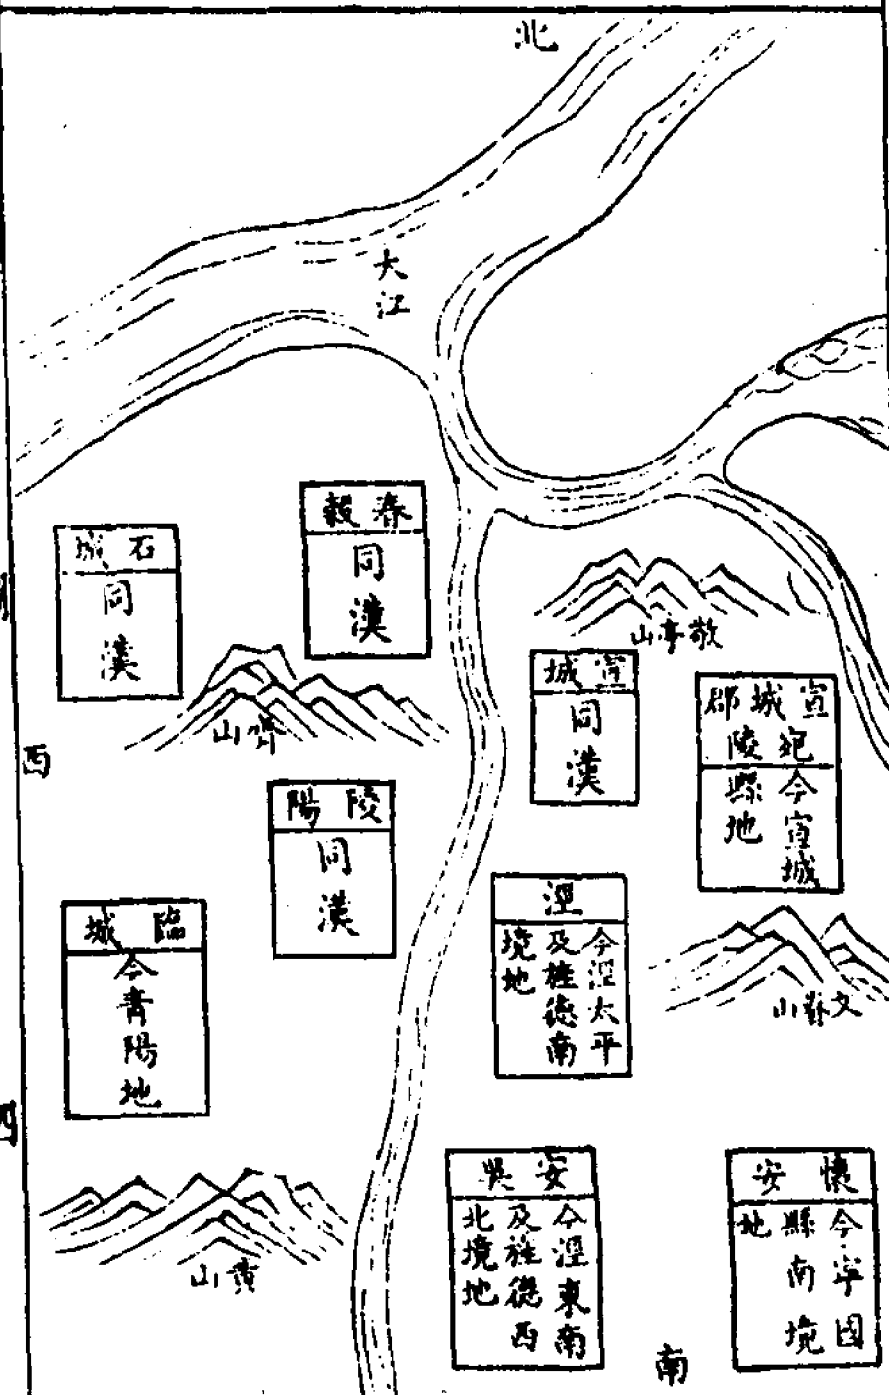 北
大江
春穀
同漢
石城
同漢
敬亭山
齊山
宣城
同漢
宣城郡
宛陵
今宣城
縣地
西
陵陽
同漢
涇
今涇太平
及旌德南
境地
臨城
今青陽地
文脊山
黄山
安吳
今涇東南
及旌德西
北境地
懷安
今寧國
縣南境
地
南
四